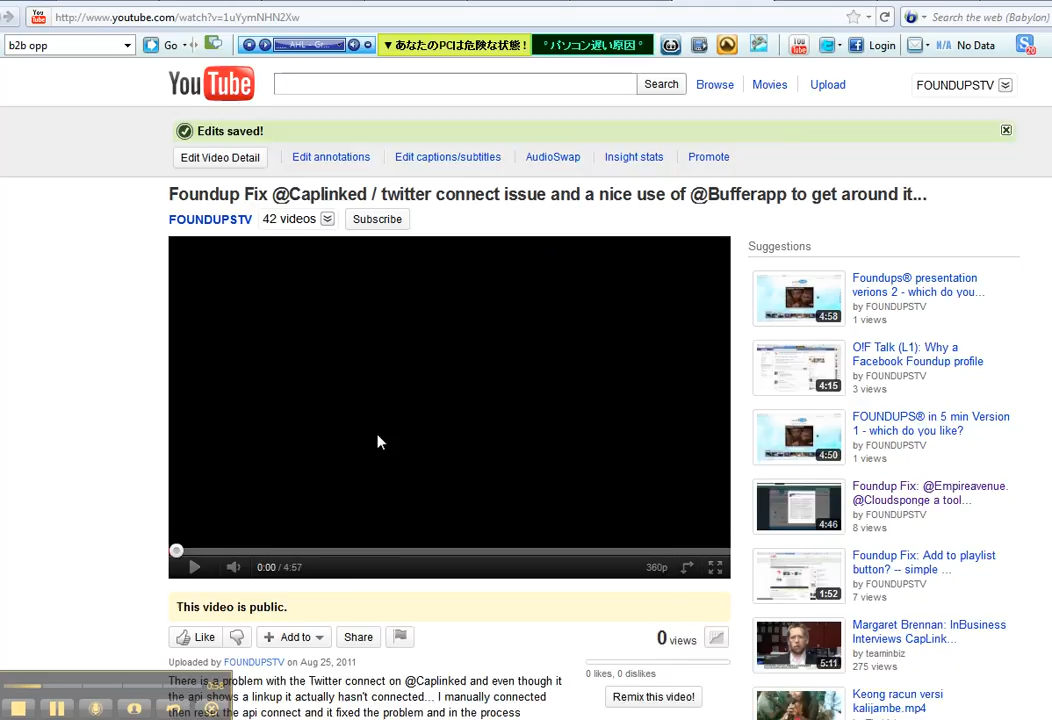 http://www.youtube.com/watch?v=1uYymNHN2Xw
Search the web (Babylon)
b2b opp
Go
▼あなたのPCは危険な状態!
°パソコン遅い原因°
Login
N/A No Data
20
YouTube
Search
Browse
Movies
Upload
FOUNDUPSTV
Edits saved!
Edit Video Detail
Edit annotations
Edit captions/subtitles
AudioSwap
Insight stats
Promote
Foundup Fix @Caplinked / twitter connect issue and a nice use of @Bufferapp to get around it...
FOUNDUPSTV
42 videos
Subscribe
0:00 / 4:57
360p
This video is public.
Like
Add to
Share
0 views
Uploaded by FOUNDUPSTV on Aug 25, 2011
0 likes, 0 dislikes
There is a problem with the Twitter connect on @Caplinked and even though it
the api shows a linkup it actually hasn't connected... I manually connected
then reset the api connect and it fixed the problem and in the process
Remix this video!
0:58
Suggestions
4:58
Foundups® presentation
verions 2 - which do you...
by FOUNDUPSTV
1 views
4:15
O!F Talk (L1): Why a
Facebook Foundup profile
by FOUNDUPSTV
3 views
4:50
FOUNDUPS® in 5 min Version
1 - which do you like?
by FOUNDUPSTV
1 views
4:46
Foundup Fix: @Empireavenue.
@Cloudsponge a tool...
by FOUNDUPSTV
8 views
1:52
Foundup Fix: Add to playlist
button? -- simple ...
by FOUNDUPSTV
7 views
5:11
Margaret Brennan: InBusiness
Interviews CapLink...
by teaminbiz
275 views
Keong racun versi
kalijambe.mp4